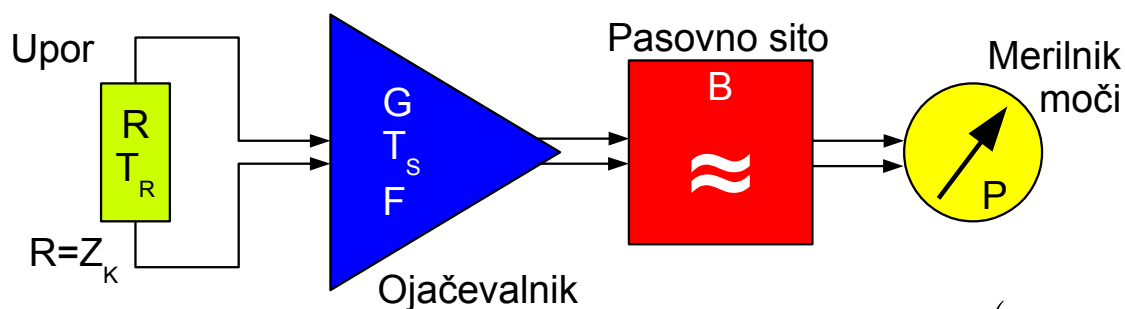 Upor
R
T_R
R=Z_K
G
T_S
F
Ojačevalnik
Pasovno sito
B
≈
Merilnik
moči
P